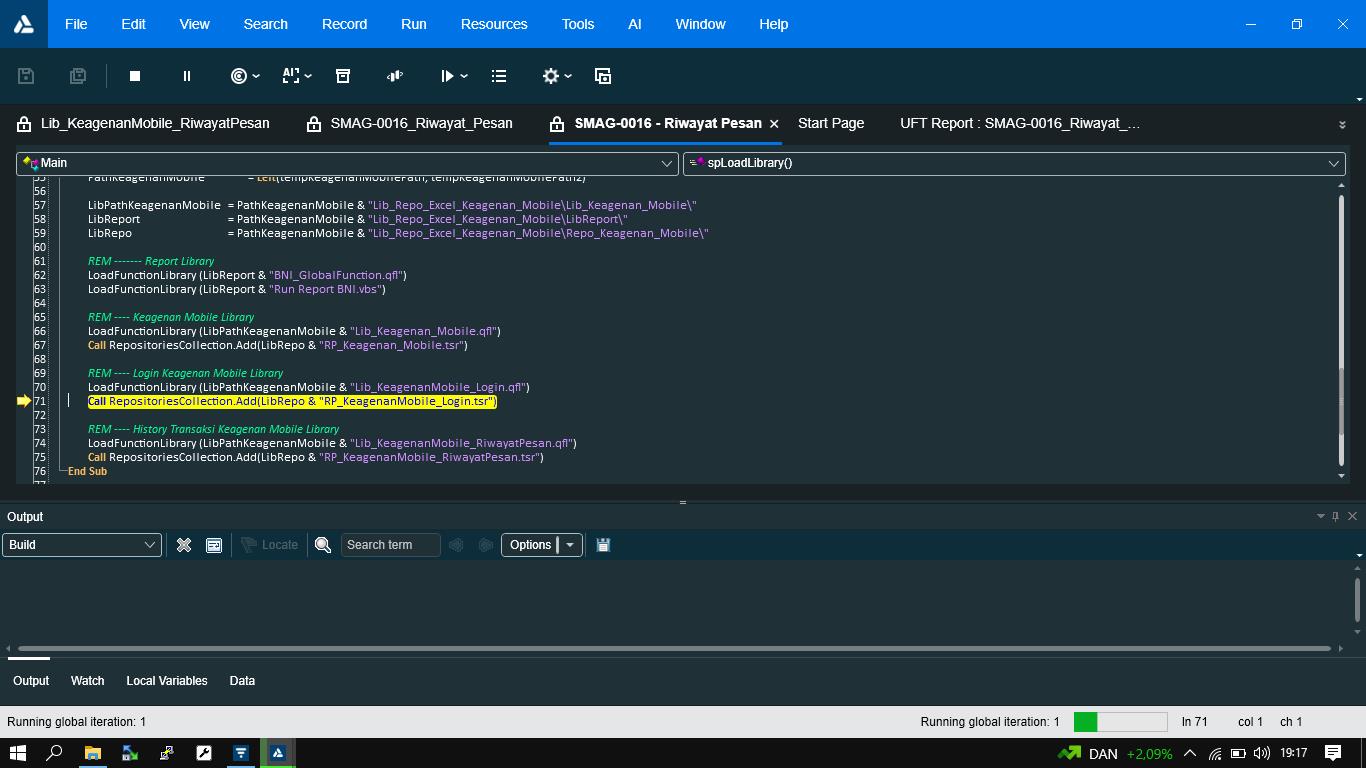 File Edit View Search Record Run Resources Tools AI Window Help
Lib_KeagenanMobile_RiwayatPesan SMAG-0016_Riwayat_Pesan SMAG-0016 - Riwayat Pesan Start Page UFT Report : SMAG-0016_Riwayat_...
Main spLoadLibrary()
55 PathKeagenanMobile = Left(tempKeagenanMobilePath, tempKeagenanMobilePath2)
56
57 LibPathKeagenanMobile = PathKeagenanMobile & "Lib_Repo_Excel_Keagenan_Mobile\Lib_Keagenan_Mobile\"
58 LibReport = PathKeagenanMobile & "Lib_Repo_Excel_Keagenan_Mobile\LibReport\"
59 LibRepo = PathKeagenanMobile & "Lib_Repo_Excel_Keagenan_Mobile\Repo_Keagenan_Mobile\"
60
61 REM ------- Report Library
62 LoadFunctionLibrary (LibReport & "BNI_GlobalFunction.qfl")
63 LoadFunctionLibrary (LibReport & "Run Report BNI.vbs")
64
65 REM ---- Keagenan Mobile Library
66 LoadFunctionLibrary (LibPathKeagenanMobile & "Lib_Keagenan_Mobile.qfl")
67 Call RepositoriesCollection.Add(LibRepo & "RP_Keagenan_Mobile.tsr")
68
69 REM ---- Login Keagenan Mobile Library
70 LoadFunctionLibrary (LibPathKeagenanMobile & "Lib_KeagenanMobile_Login.qfl")
71 Call RepositoriesCollection.Add(LibRepo & "RP_KeagenanMobile_Login.tsr")
72
73 REM ---- History Transaksi Keagenan Mobile Library
74 LoadFunctionLibrary (LibPathKeagenanMobile & "Lib_KeagenanMobile_RiwayatPesan.qfl")
75 Call RepositoriesCollection.Add(LibRepo & "RP_KeagenanMobile_RiwayatPesan.tsr")
76 End Sub
77
Output
Build Locate Search term Options
Output Watch Local Variables Data
Running global iteration: 1 Running global iteration: 1 ln 71 col 1 ch 1
DAN +2,09% 19:17